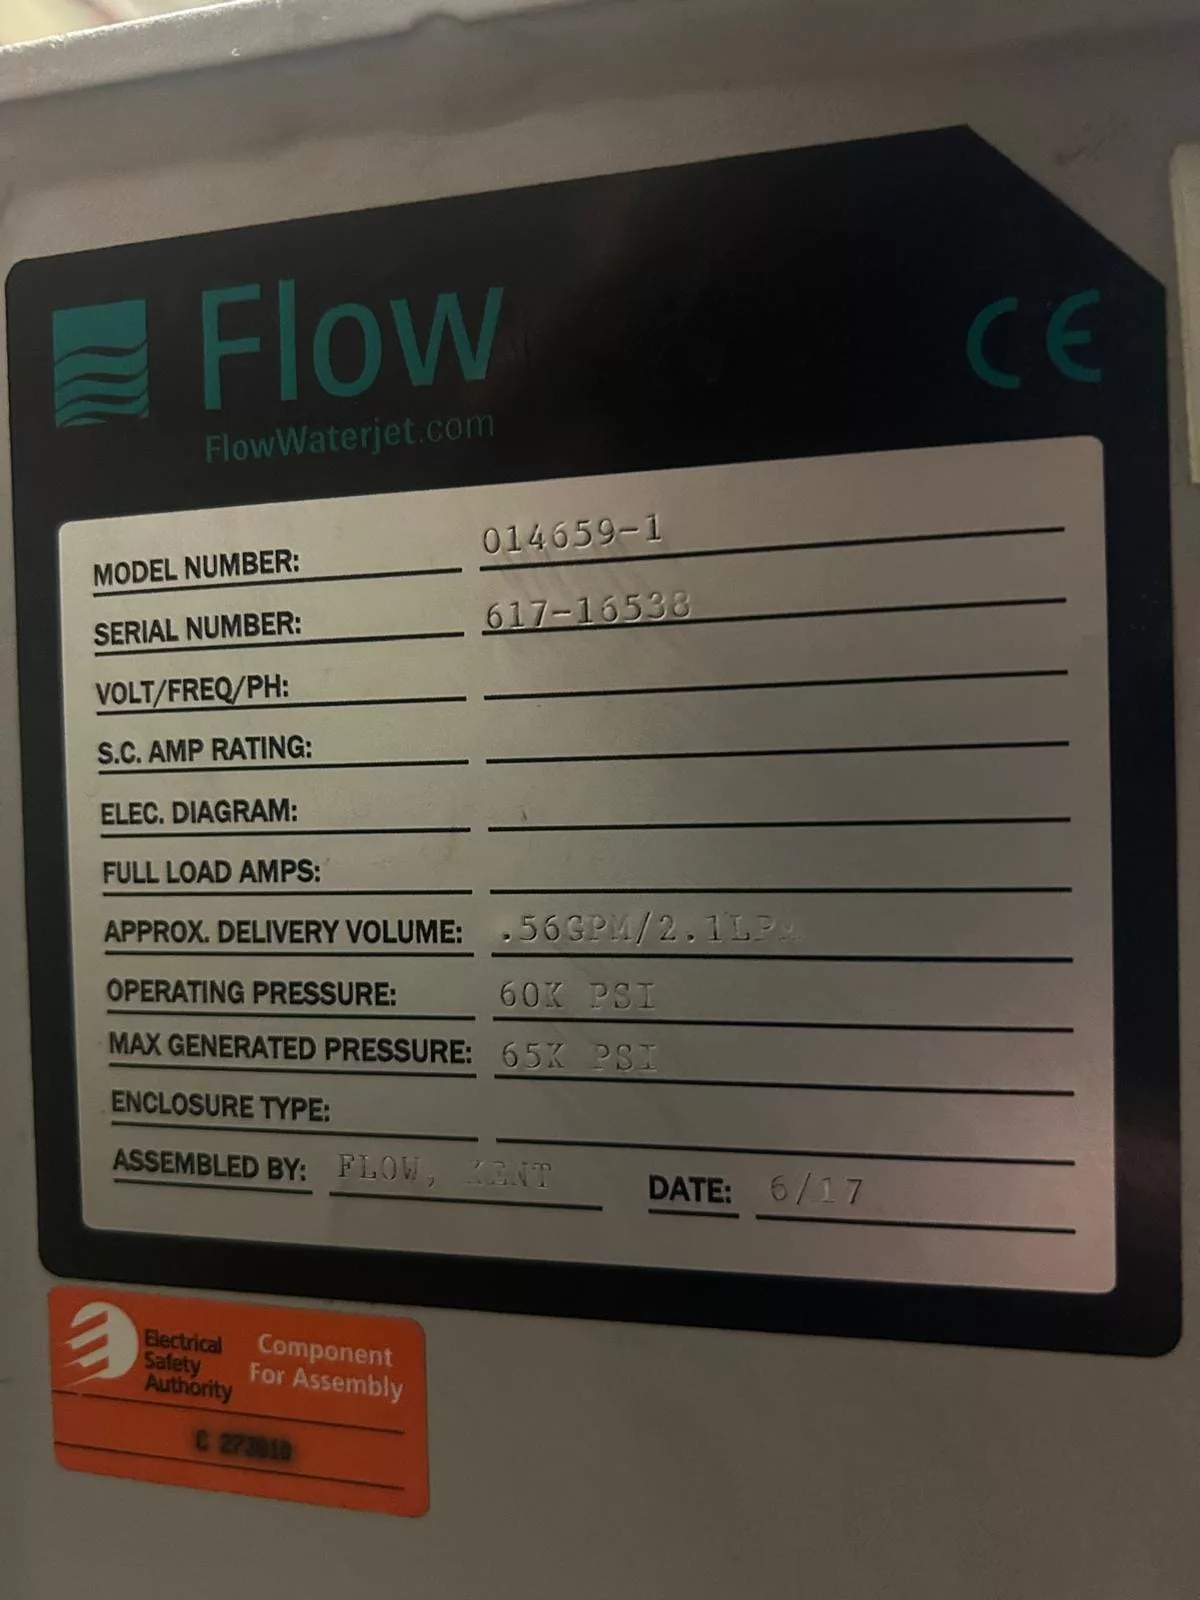 Flow
FlowWaterjet.com
CE
MODEL NUMBER: 014659-1
SERIAL NUMBER: 617-16538
VOLT/FREQ/PH:
S.C. AMP RATING:
ELEC. DIAGRAM:
FULL LOAD AMPS:
APPROX. DELIVERY VOLUME: .56GPM/2.1LPM
OPERATING PRESSURE: 60K PSI
MAX GENERATED PRESSURE: 65K PSI
ENCLOSURE TYPE:
ASSEMBLED BY: FLOW, KENT DATE: 6/17
Electrical
Safety
Authority
Component
For Assembly
C